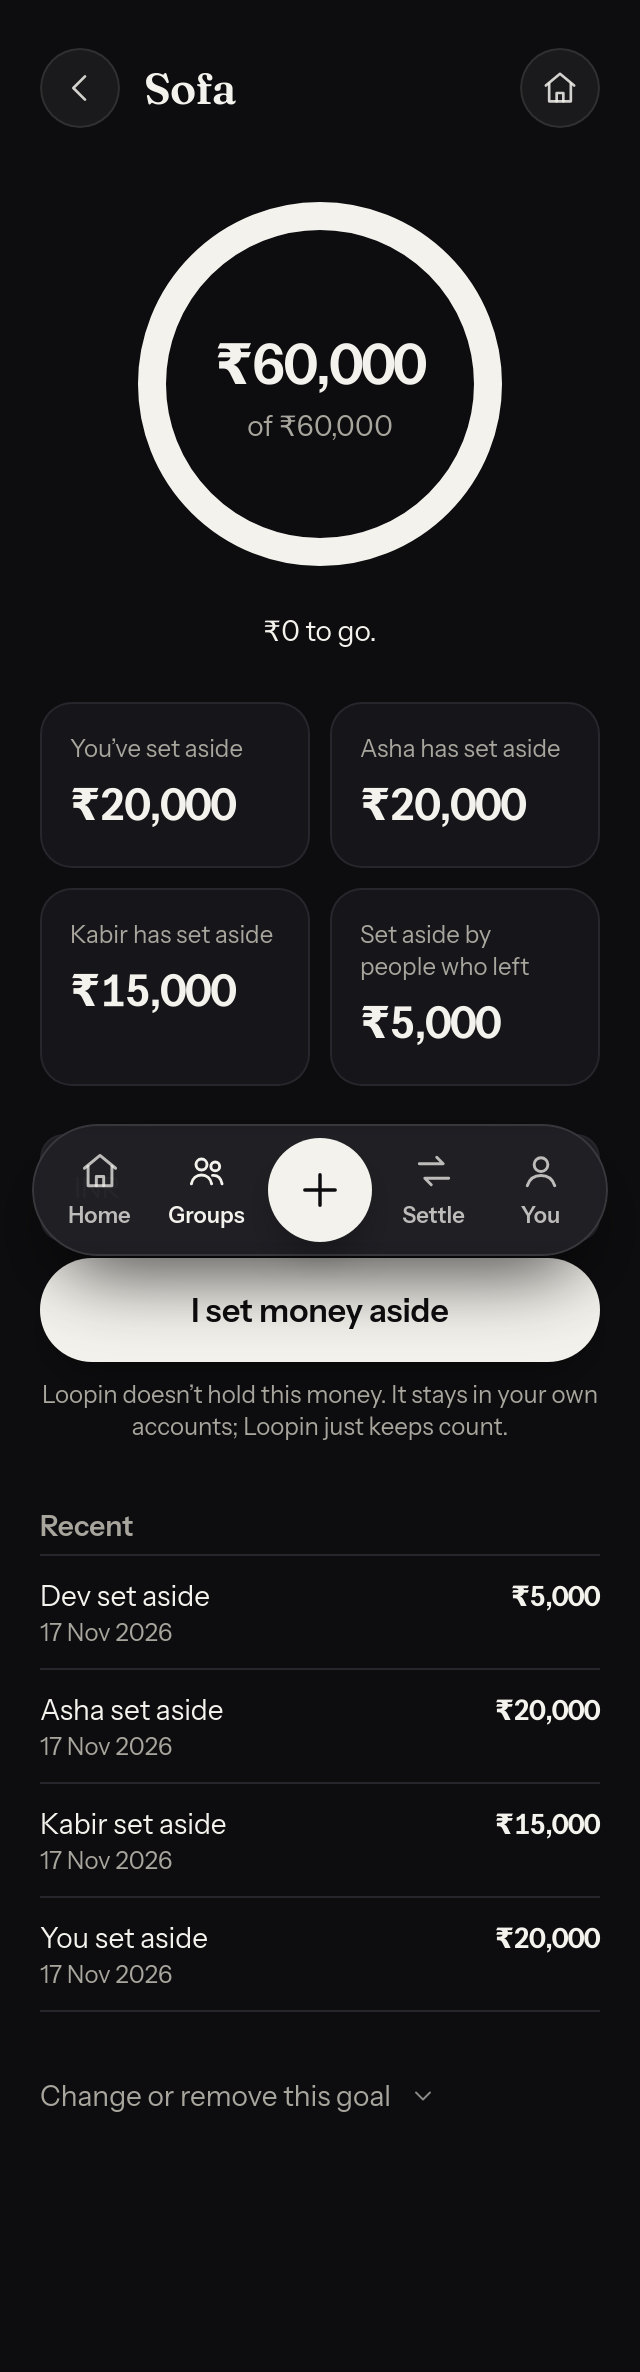 Sofa
₹60,000
of ₹60,000
₹0 to go.
You’ve set aside
₹20,000
Asha has set aside
₹20,000
Kabir has set aside
₹15,000
Set aside by
people who left
₹5,000
Home
Groups
Settle
You
I set money aside
Loopin doesn’t hold this money. It stays in your own
accounts; Loopin just keeps count.
Recent
Dev set aside
₹5,000
17 Nov 2026
Asha set aside
₹20,000
17 Nov 2026
Kabir set aside
₹15,000
17 Nov 2026
You set aside
₹20,000
17 Nov 2026
Change or remove this goal